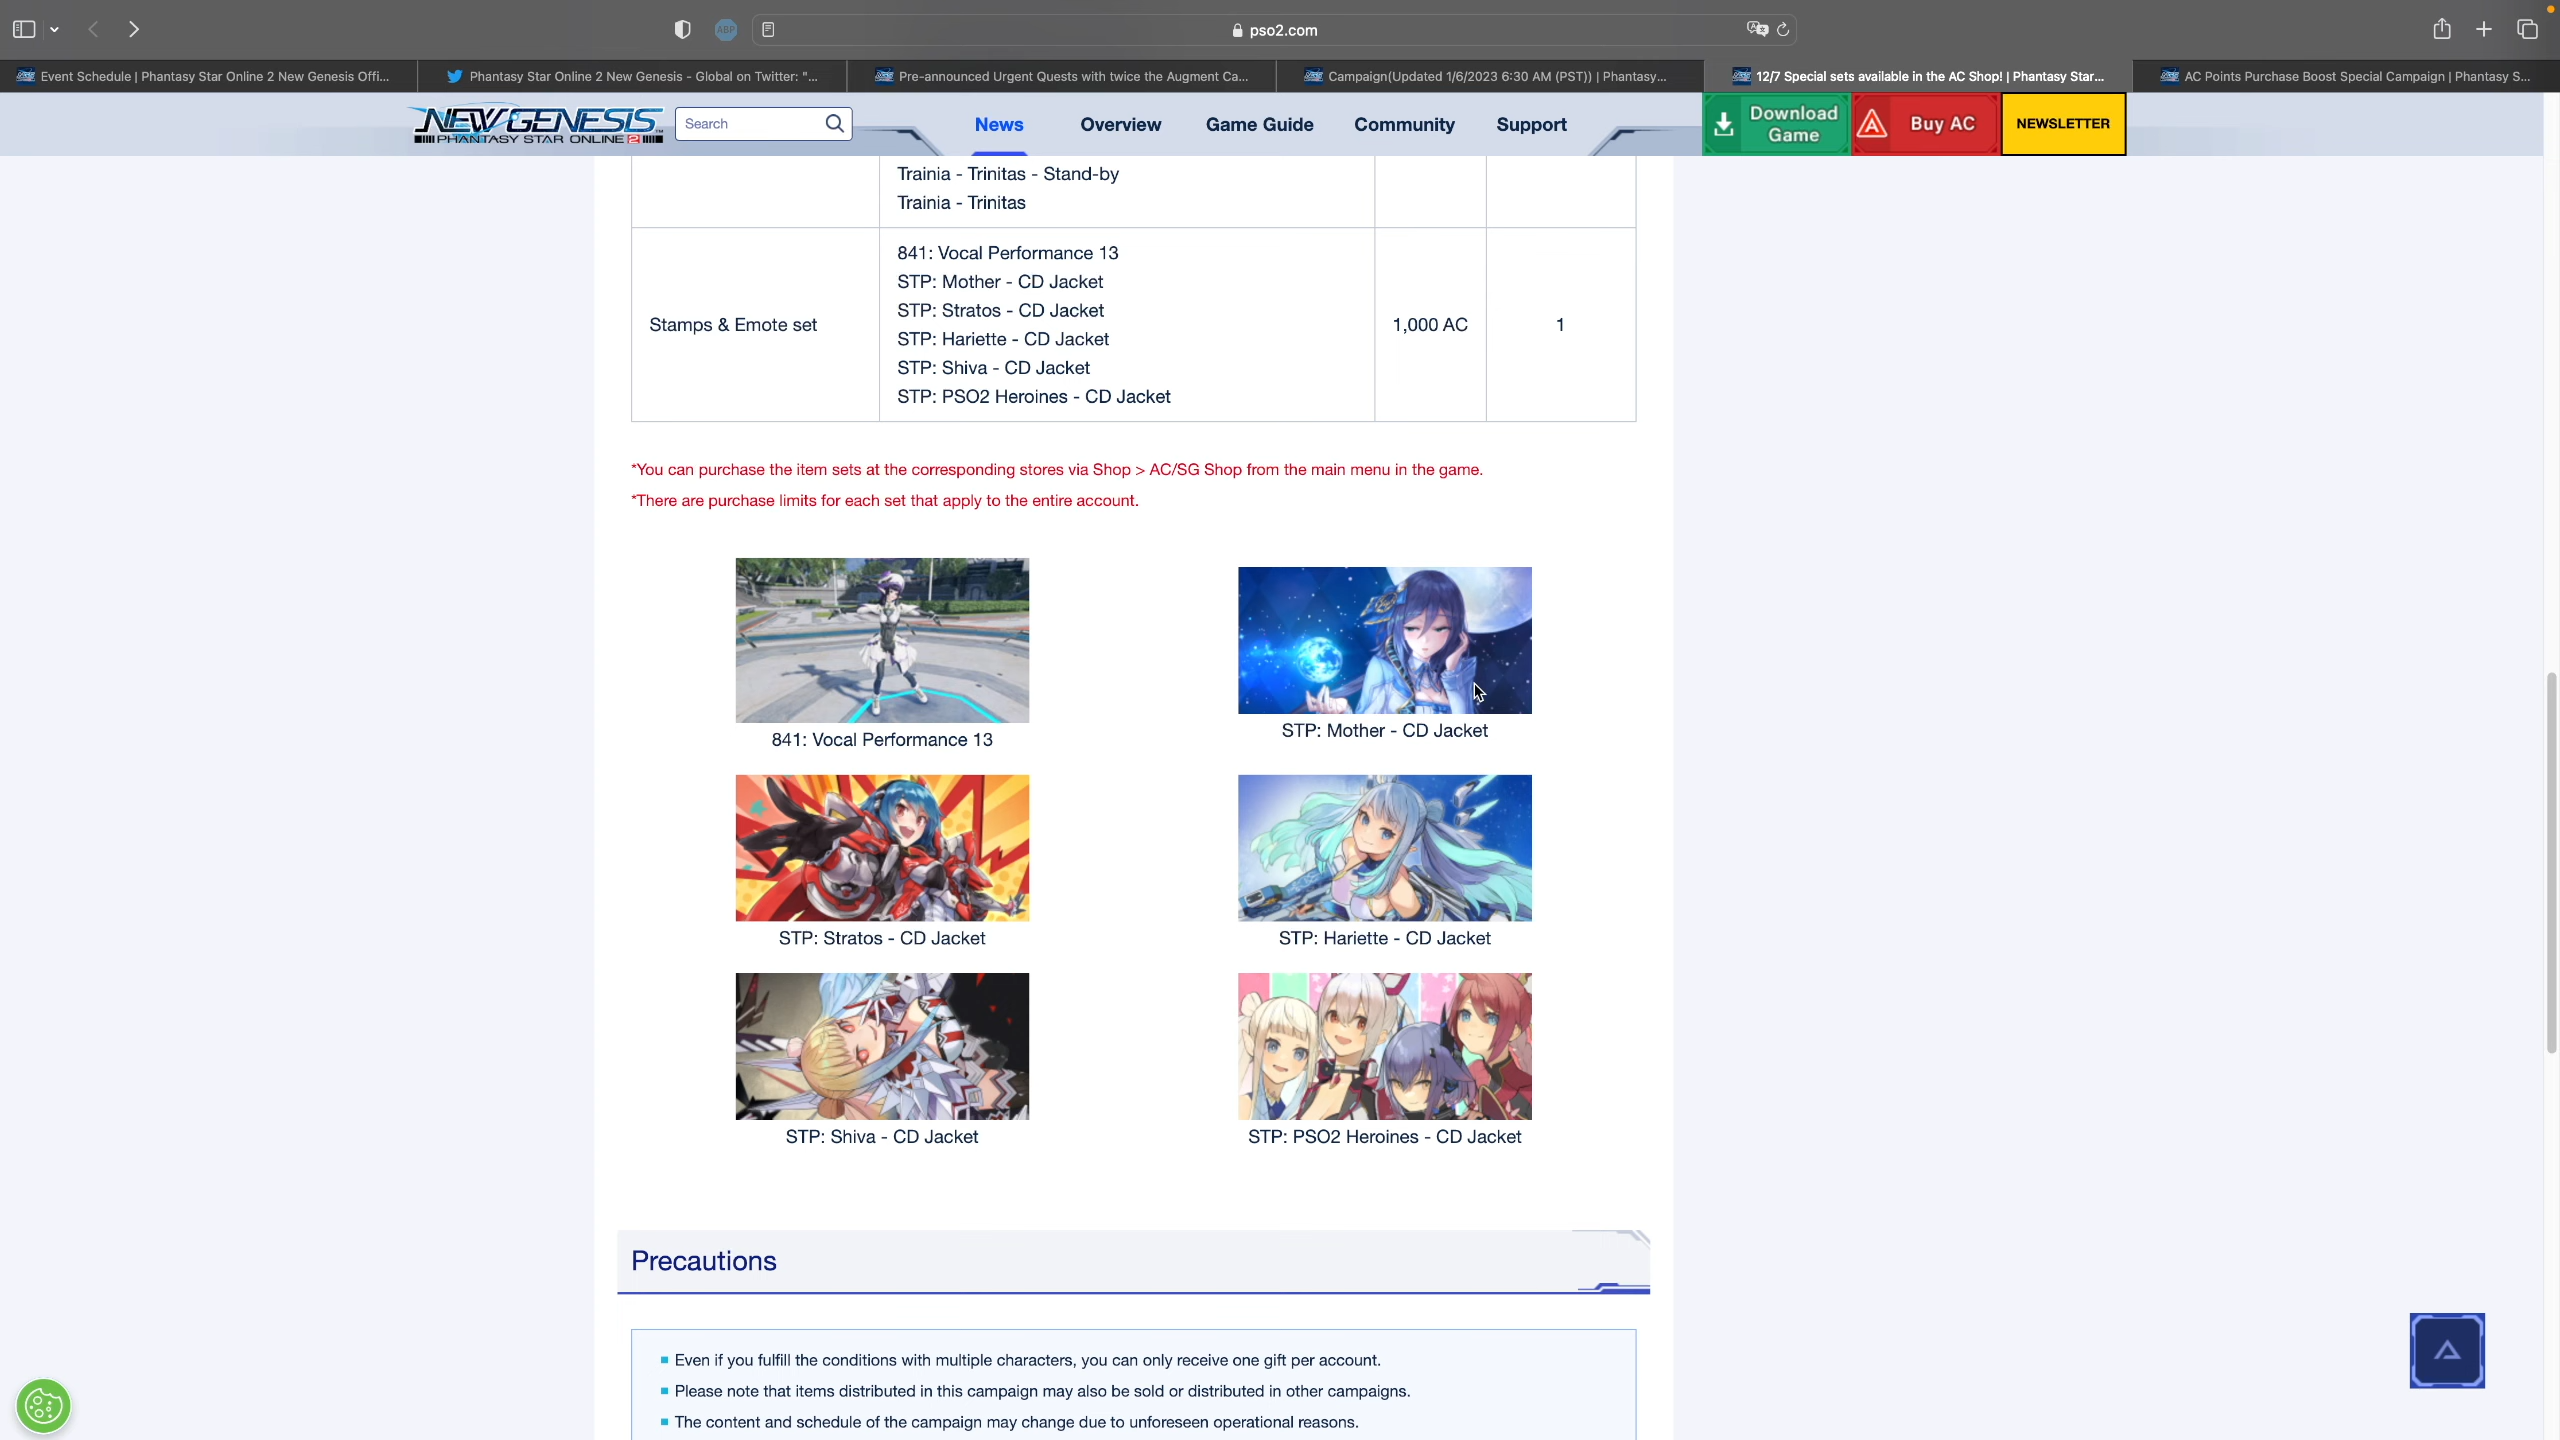 ABP
pso2.com
Event Schedule | Phantasy Star Online 2 New Genesis Offi...
Phantasy Star Online 2 New Genesis - Global on Twitter: "...
Pre-announced Urgent Quests with twice the Augment Ca...
Campaign(Updated 1/6/2023 6:30 AM (PST)) | Phantasy...
12/7 Special sets available in the AC Shop! | Phantasy Star...
AC Points Purchase Boost Special Campaign | Phantasy S...
NEW GENESIS
PHANTASY STAR ONLINE 2
Search
News
Overview
Game Guide
Community
Support
Download
Game
Buy AC
NEWSLETTER
Trainia - Trinitas - Stand-by
Trainia - Trinitas
841: Vocal Performance 13
STP: Mother - CD Jacket
STP: Stratos - CD Jacket
Stamps & Emote set
1,000 AC
1
STP: Hariette - CD Jacket
STP: Shiva - CD Jacket
STP: PSO2 Heroines - CD Jacket
*You can purchase the item sets at the corresponding stores via Shop > AC/SG Shop from the main menu in the game.
*There are purchase limits for each set that apply to the entire account.
841: Vocal Performance 13
STP: Mother - CD Jacket
STP: Stratos - CD Jacket
STP: Hariette - CD Jacket
STP: Shiva - CD Jacket
STP: PSO2 Heroines - CD Jacket
Precautions
Even if you fulfill the conditions with multiple characters, you can only receive one gift per account.
Please note that items distributed in this campaign may also be sold or distributed in other campaigns.
The content and schedule of the campaign may change due to unforeseen operational reasons.